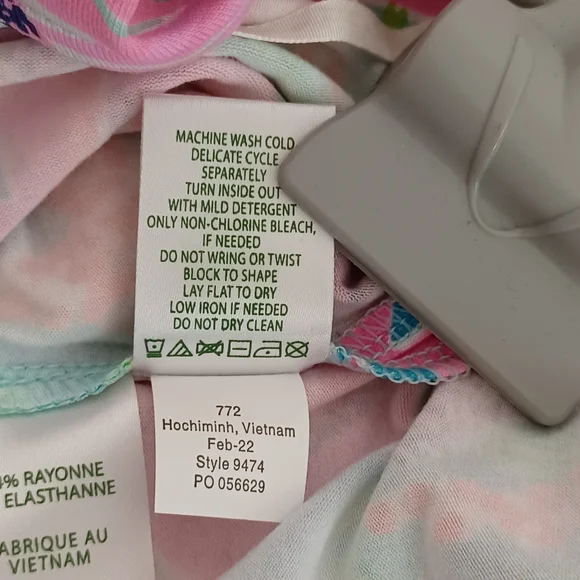 MACHINE WASH COLD
DELICATE CYCLE
SEPARATELY
TURN INSIDE OUT
WITH MILD DETERGENT
ONLY NON-CHLORINE BLEACH,
IF NEEDED
DO NOT WRING OR TWIST
BLOCK TO SHAPE
LAY FLAT TO DRY
LOW IRON IF NEEDED
DO NOT DRY CLEAN
772
Hochiminh, Vietnam
Feb-22
Style 9474
PO 056629
% RAYONNE
ELASTHANNE
ABRIQUE AU
VIETNAM